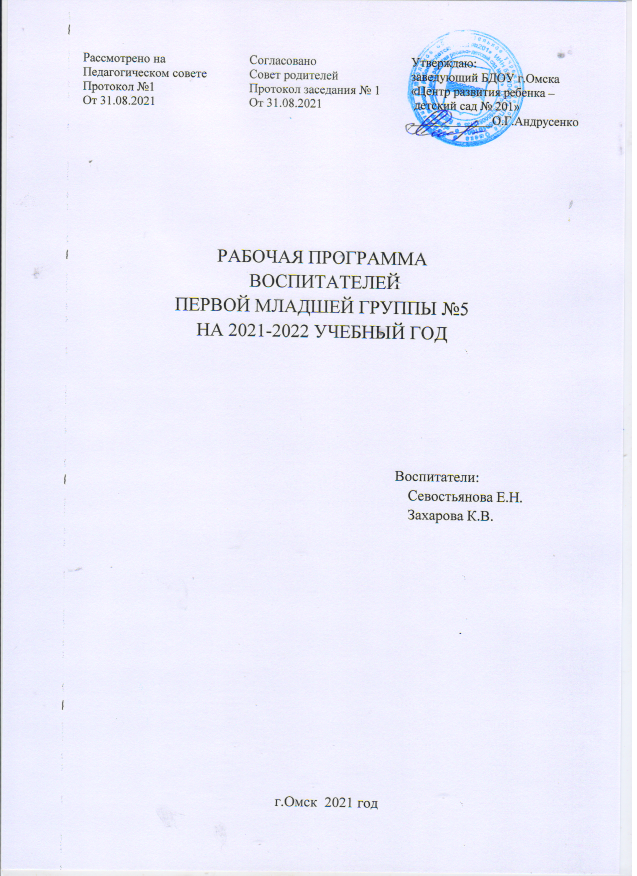 Рассмотрено на
Педагогическом совете
Протокол №1
От 31.08.2021
Согласовано
Совет родителей
Протокол заседания № 1
От 31.08.2021
Утверждаю:
заведующий БДОУ г.Омска
«Центр развития ребенка –
детский сад № 201»
О.Г.Андрусенко
РАБОЧАЯ ПРОГРАММА
ВОСПИТАТЕЛЕЙ
ПЕРВОЙ МЛАДШЕЙ ГРУППЫ №5
НА 2021-2022 УЧЕБНЫЙ ГОД
Воспитатели:
Севостьянова Е.Н.
Захарова К.В.
г.Омск 2021 год